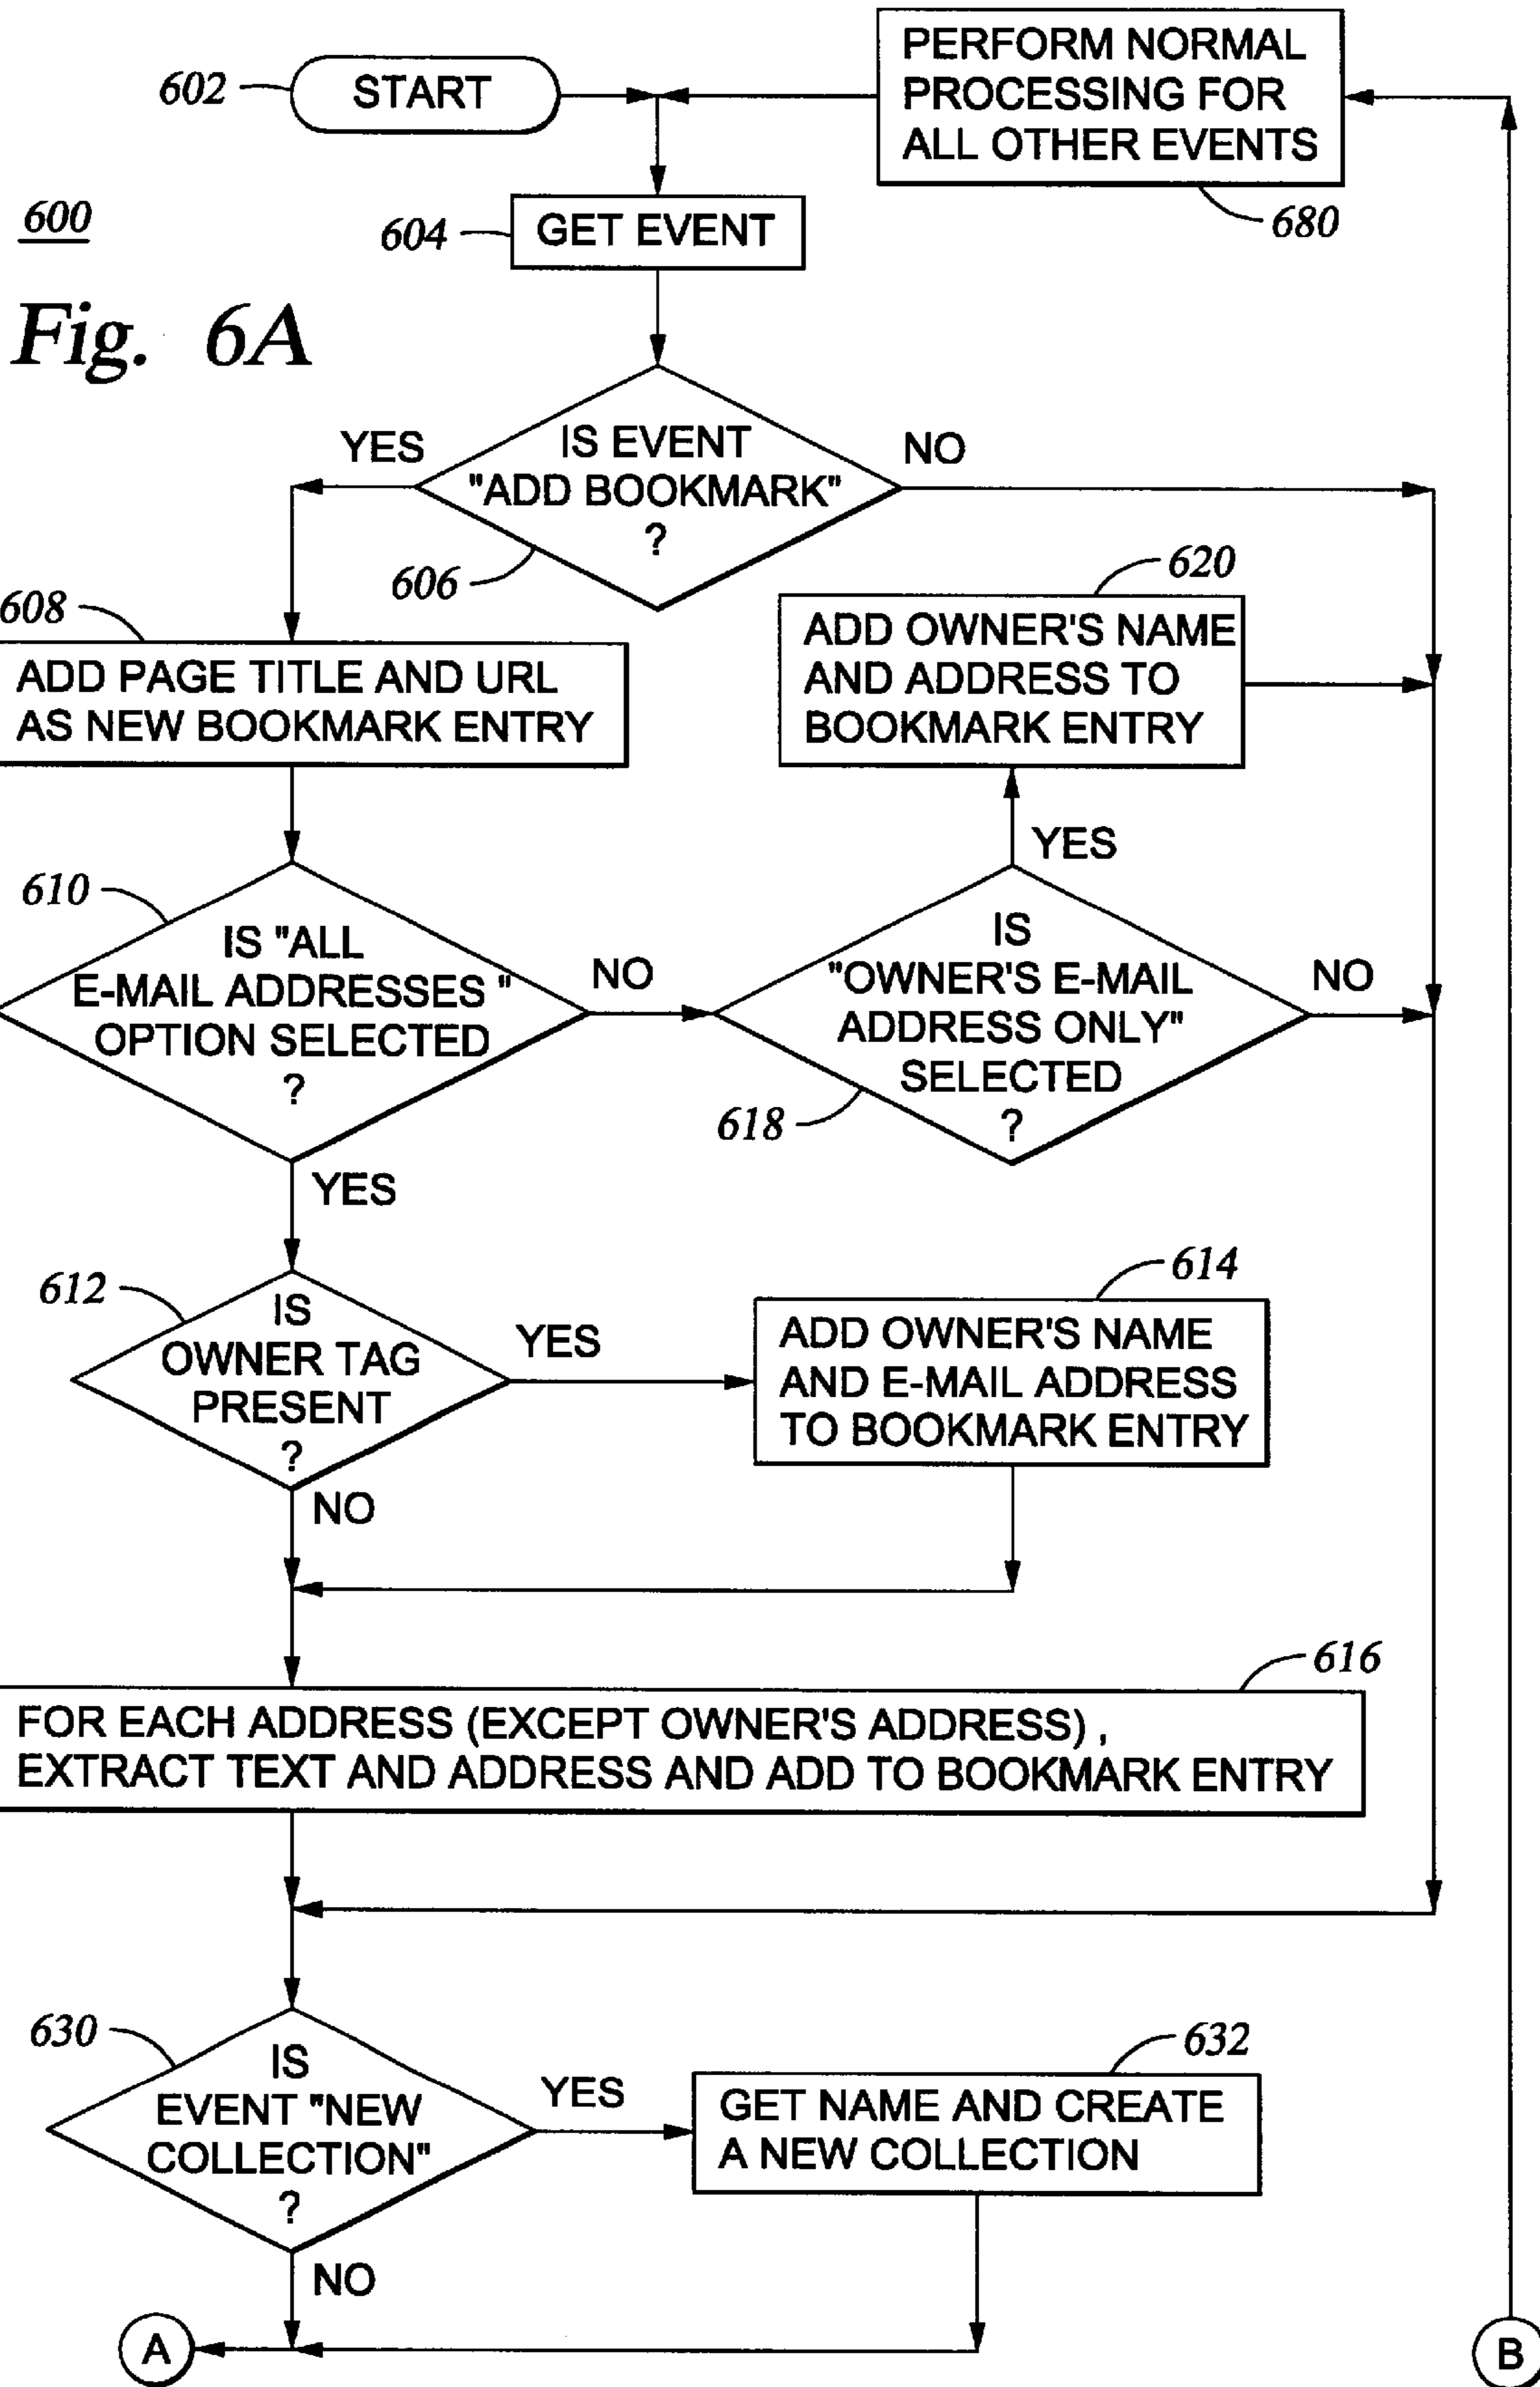 602
START
PERFORM NORMAL
PROCESSING FOR
ALL OTHER EVENTS
680
600
604
GET EVENT
Fig. 6A
YES
IS EVENT
"ADD BOOKMARK"
?
NO
606
608
ADD PAGE TITLE AND URL
AS NEW BOOKMARK ENTRY
620
ADD OWNER'S NAME
AND ADDRESS TO
BOOKMARK ENTRY
YES
610
IS "ALL
E-MAIL ADDRESSES "
OPTION SELECTED
?
NO
IS
"OWNER'S E-MAIL
ADDRESS ONLY"
SELECTED
?
NO
618
YES
612
IS
OWNER TAG
PRESENT
?
YES
614
ADD OWNER'S NAME
AND E-MAIL ADDRESS
TO BOOKMARK ENTRY
NO
616
FOR EACH ADDRESS (EXCEPT OWNER'S ADDRESS) ,
EXTRACT TEXT AND ADDRESS AND ADD TO BOOKMARK ENTRY
630
IS
EVENT "NEW
COLLECTION"
?
YES
632
GET NAME AND CREATE
A NEW COLLECTION
NO
A
B